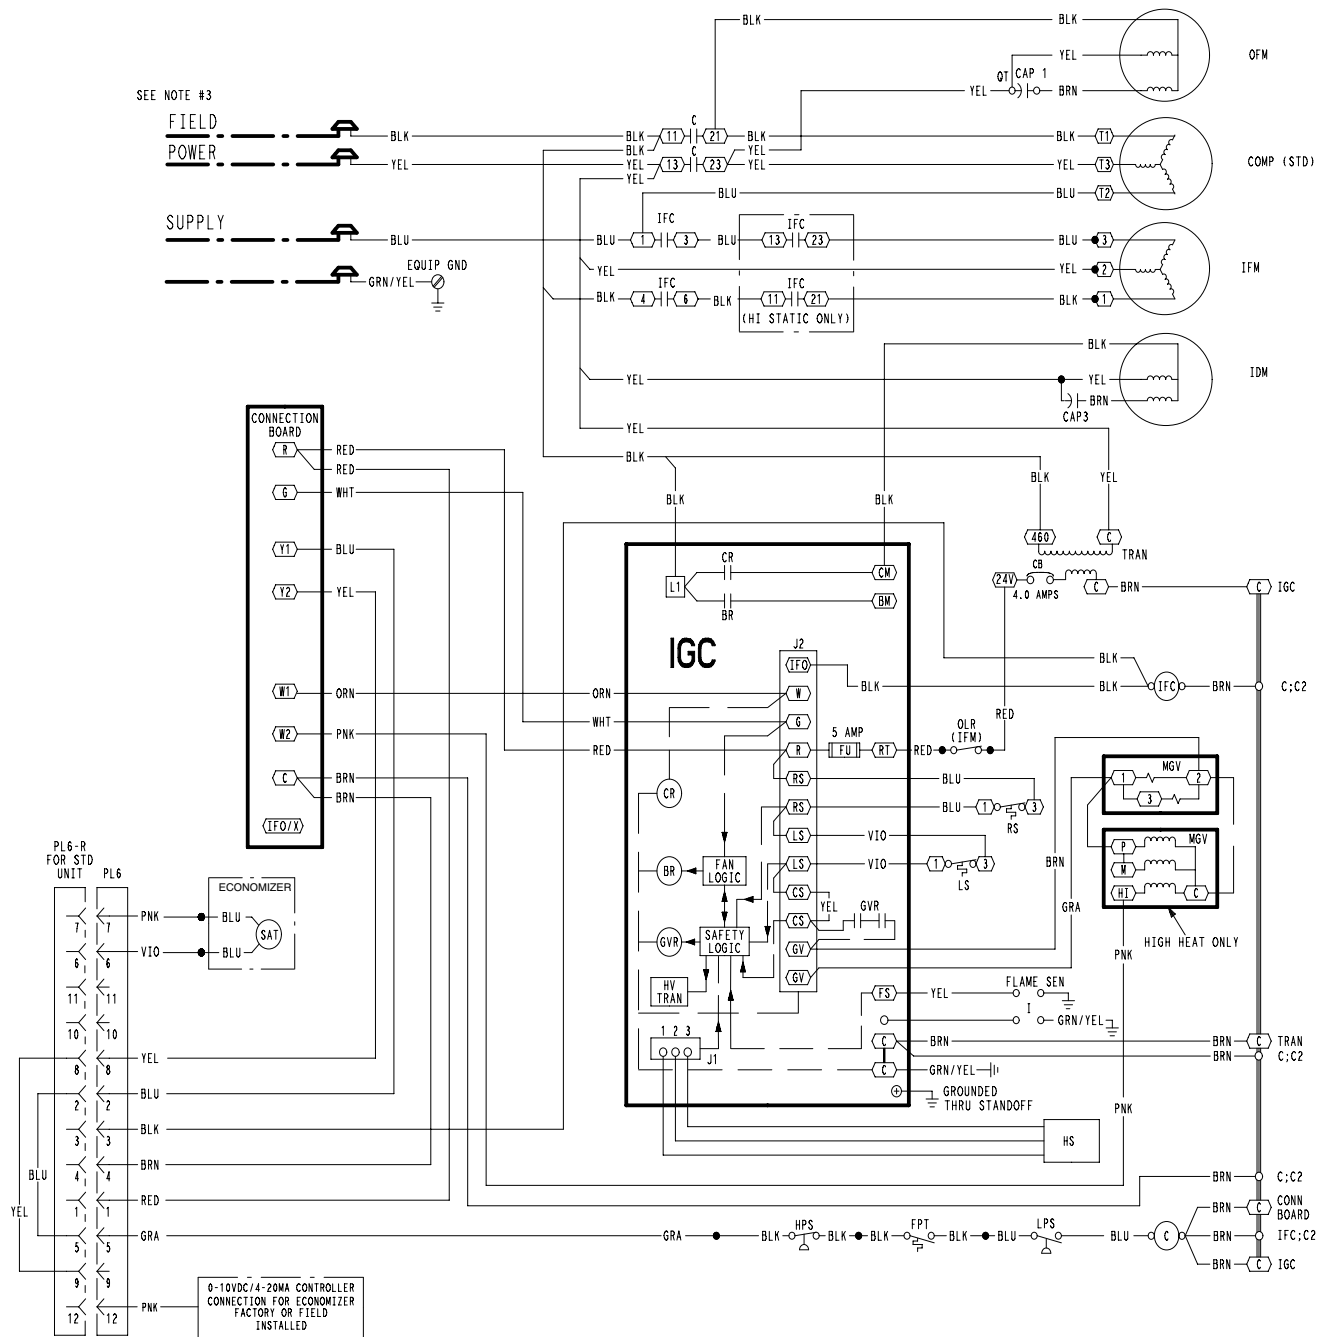 BLK BLK
YEL OFM
QT CAP 1
YEL BRN
SEE NOTE #3
FIELD
BLK BLK 11 C 21 BLK BLK T1
BLK YEL
POWER
YEL YEL 13 C 23 YEL YEL T3 COMP (STD)
YEL
BLU BLU T2
SUPPLY
IFC IFC
BLU BLU 1 3 BLU 13 23 BLU 3
EQUIP GND
YEL YEL 2 IFM
GRN/YEL
IFC IFC
BLK 4 6 BLK 11 21 BLK 1
(HI STATIC ONLY)
BLK
YEL YEL IDM
BRN
CAP3
CONNECTION
BOARD
YEL
R RED
BLK
RED
BLK YEL
G WHT
BLK BLK
460 C
Y1 BLU
TRAN
CR CB
24V
L1 CM
4.0 AMPS C BRN C IGC
Y2 YEL
BM
BR
IGC
J2
IFO BLK
BLK BLK IFC BRN C;C2
W1 ORN ORN W
RED
WHT G OLR
(IFM)
W2 PNK
5 AMP
RED R FU RT RED
MGV
C BRN RS BLU 1 2
BRN CR 3
RS BLU 1 3
RS
IFO/X
LS VIO
MGV
P
PL6-R
FOR STD
UNIT PL6
BRN
FAN
LOGIC
BR LS VIO 1 3
LS
M
ECONOMIZER
CS HI C
YEL GVR
GRA
7 7 PNK BLU
SAT
CS
SAFETY
LOGIC
GVR
HIGH HEAT ONLY
6 6 VIO BLU
GV
PNK
HV
TRAN
GV
FLAME SEN
11 11
FS YEL
I
10 10
1 2 3 GRN/YEL
C BRN BRN C TRAN
8 8 YEL
J1 BRN C;C2
C GRN/YEL
2 2 BLU
GROUNDED
THRU STANDOFF
PNK
3 3 BLK
HS
4 4 BRN
BLU
BRN C;C2
1 1 RED
YEL
BRN C CONN
BOARD
HPS FPT LPS
5 5 GRA GRA BLK BLK BLK BLK BLU BLU C BRN IFC;C2
BRN C IGC
9 9
0-10VDC/4-20MA CONTROLLER
CONNECTION FOR ECONOMIZER
FACTORY OR FIELD
INSTALLED
12 12 PNK